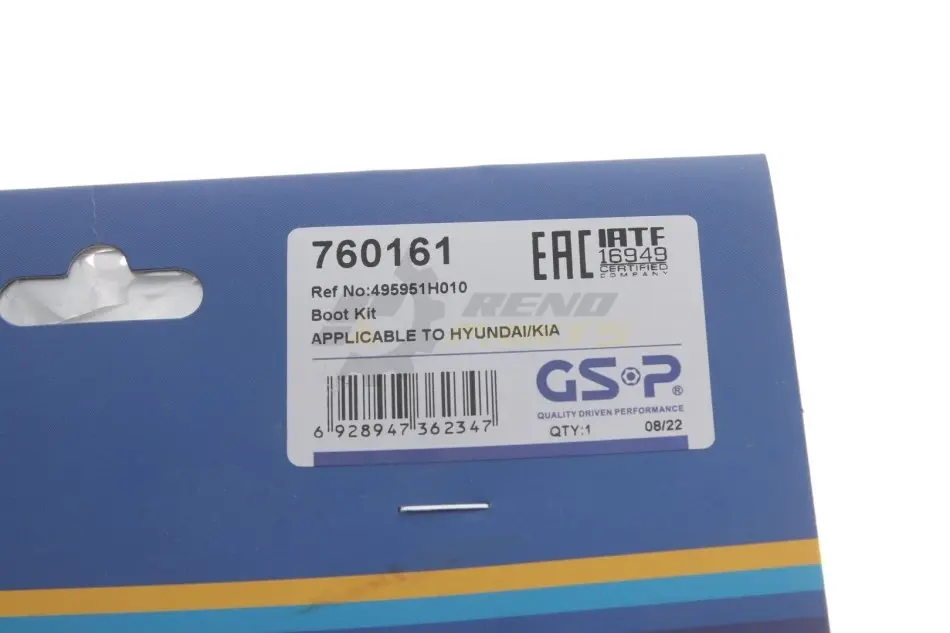 760161
EAC
IATF
16949
CERTIFIED
COMPANY
Ref No:495951H010
Boot Kit
APPLICABLE TO HYUNDAI/KIA
RENO
PARTS
GSP®
QUALITY DRIVEN PERFORMANCE
6 928947 362347
QTY:1
08/22